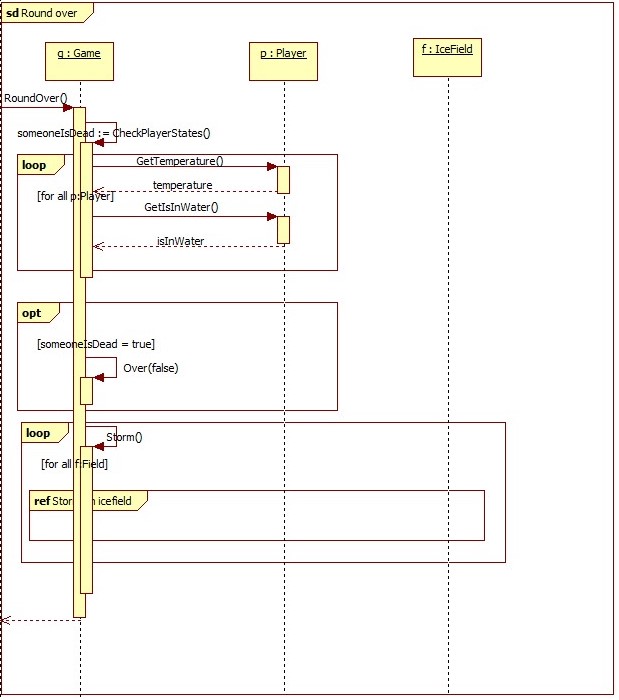 sd Round over
g : Game
p : Player
f : IceField
RoundOver()
someoneIsDead := CheckPlayerStates()
loop
GetTemperature()
temperature
[for all p:Player]
GetIsInWater()
isInWater
opt
[someoneIsDead = true]
Over(false)
loop
Storm()
[for all f:Field]
ref Storm icefield